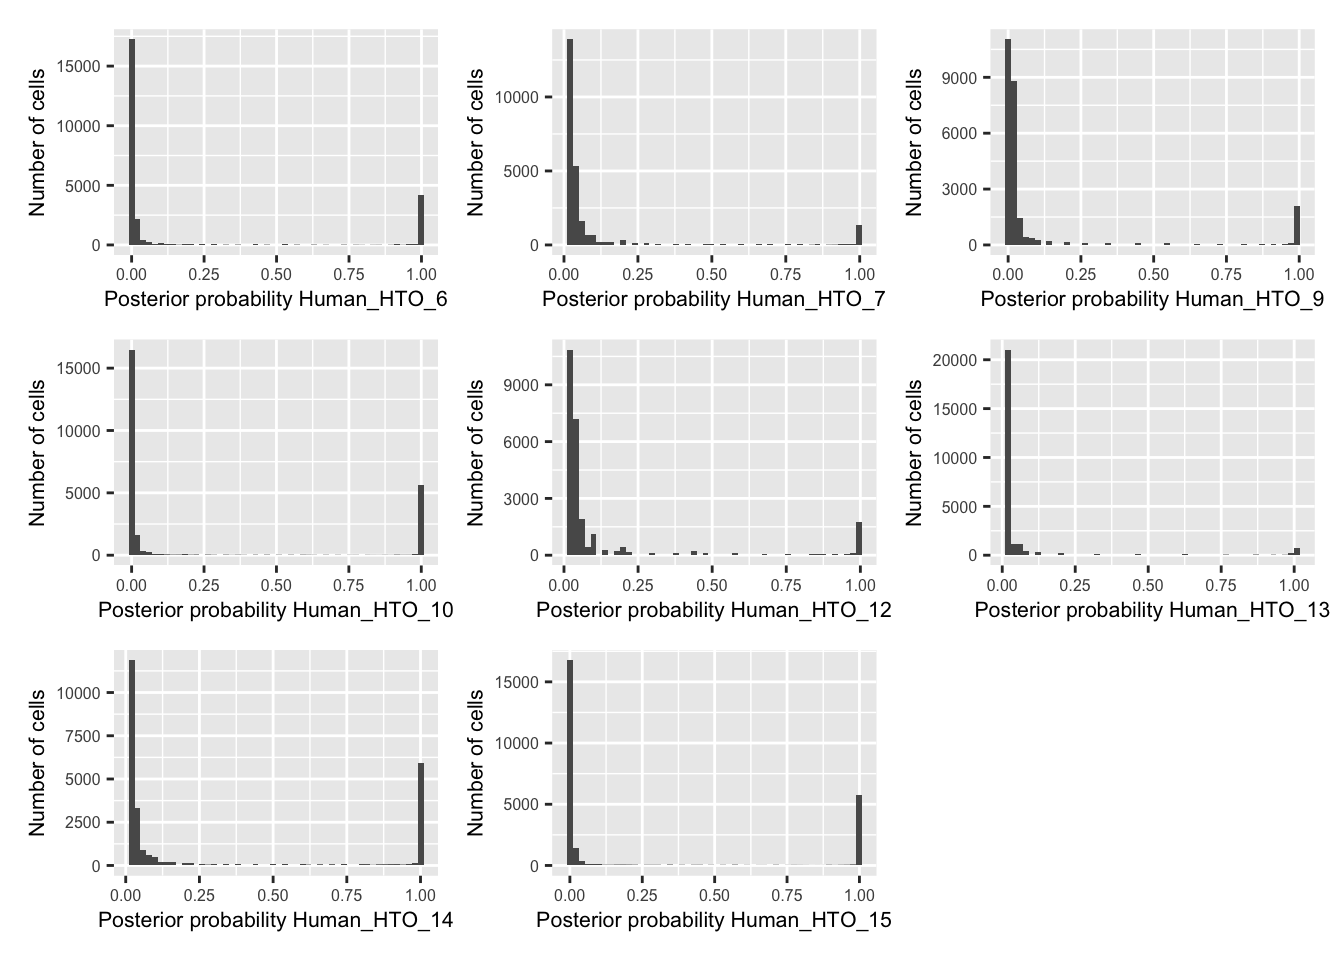 Number of cells
15000
10000
5000
0
0.00 0.25 0.50 0.75 1.00
Posterior probability Human_HTO_6
Number of cells
10000
5000
0
0.00 0.25 0.50 0.75 1.00
Posterior probability Human_HTO_7
Number of cells
9000
6000
3000
0
0.00 0.25 0.50 0.75 1.00
Posterior probability Human_HTO_9
Number of cells
15000
10000
5000
0
0.00 0.25 0.50 0.75 1.00
Posterior probability Human_HTO_10
Number of cells
9000
6000
3000
0
0.00 0.25 0.50 0.75 1.00
Posterior probability Human_HTO_12
Number of cells
20000
15000
10000
5000
0
0.00 0.25 0.50 0.75 1.00
Posterior probability Human_HTO_13
Number of cells
10000
7500
5000
2500
0
0.00 0.25 0.50 0.75 1.00
Posterior probability Human_HTO_14
Number of cells
15000
10000
5000
0
0.00 0.25 0.50 0.75 1.00
Posterior probability Human_HTO_15